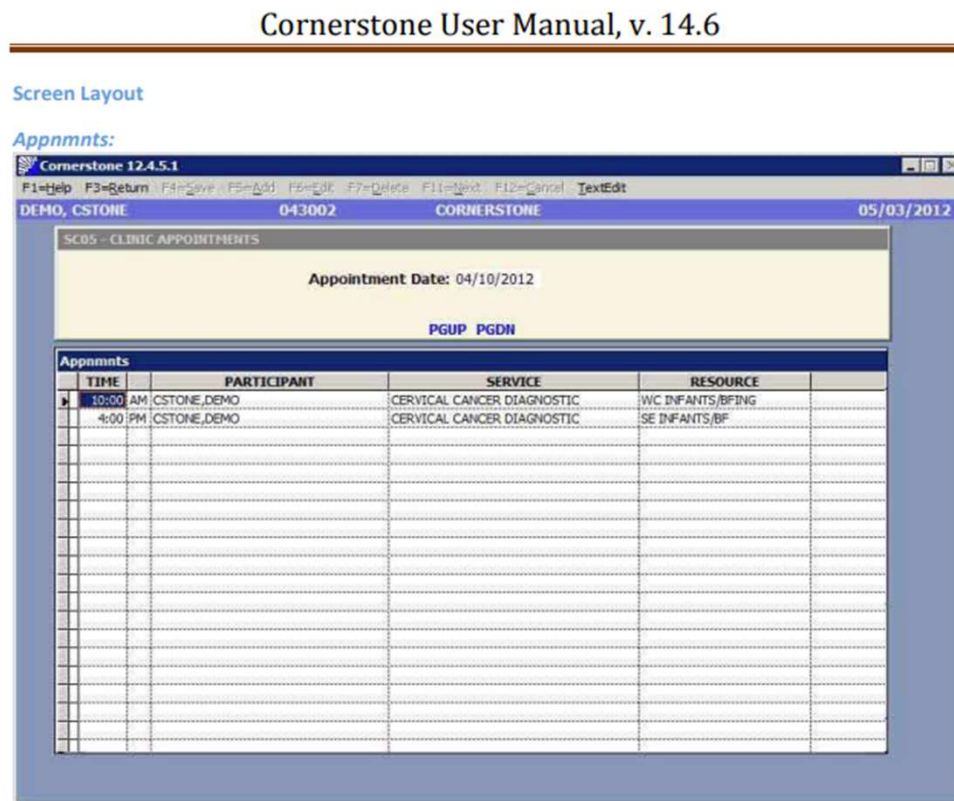 Cornerstone User Manual, v. 14.6
Screen Layout
Appnmnts:
Cornerstone 12.4.5.1
F1=Help F3=Return F4=Save F5=Add F6=Edit F7=Delete F11=Next F12=Cancel TextEdit
DEMO, CSTONE 043002 CORNERSTONE 05/03/2012
SC05 - CLINIC APPOINTMENTS
Appointment Date: 04/10/2012
PGUP PGDN
Appnmnts
TIME PARTICIPANT SERVICE RESOURCE
10:00 AM CSTONE,DEMO CERVICAL CANCER DIAGNOSTIC WC INFANTS/BFING
4:00 PM CSTONE,DEMO CERVICAL CANCER DIAGNOSTIC SE INFANTS/BF